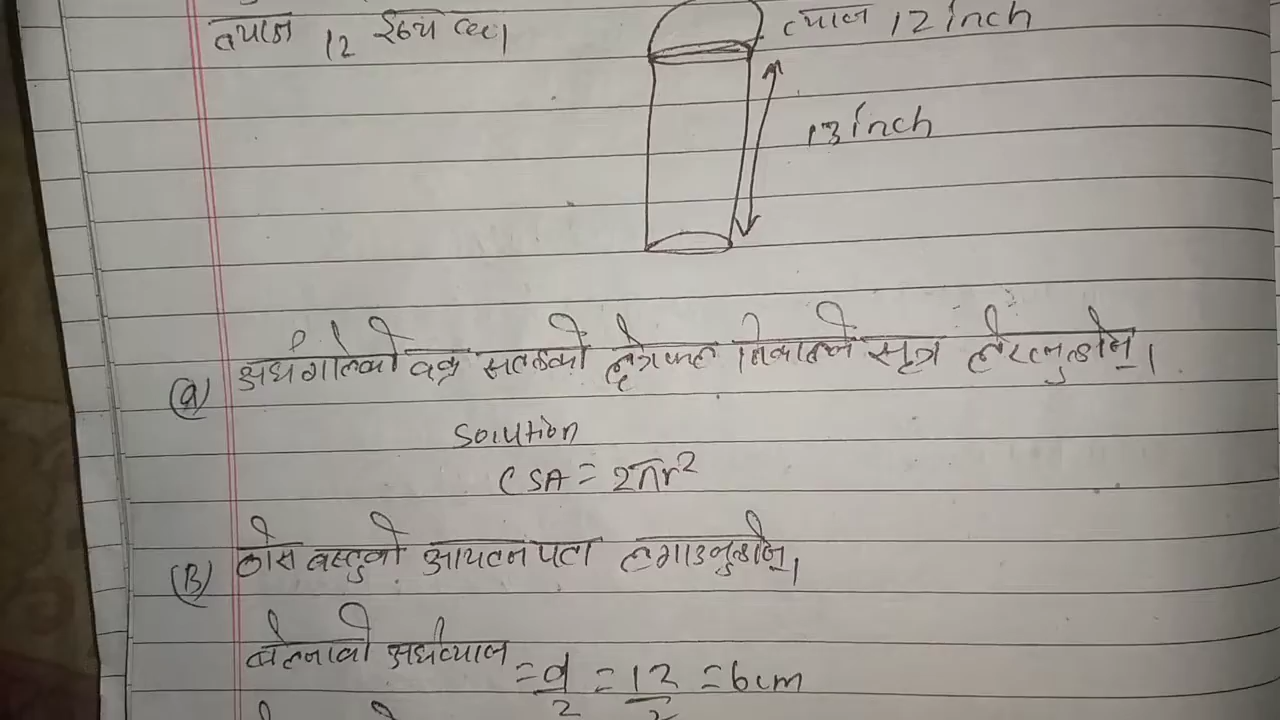 व्यास 12 इन्च छ।
व्यास 12 inch
13 inch
(a) अर्धगोलाको वक्र सतहको क्षेत्रफल निकाल्ने सूत्र लेख्नुहोस्।
Solution
CSA = 2πr²
(B) ठोस वस्तुको आयतन पत्ता लगाउनुहोस्।
बेलनाको अर्धव्यास = d/2 = 12/2 = 6cm